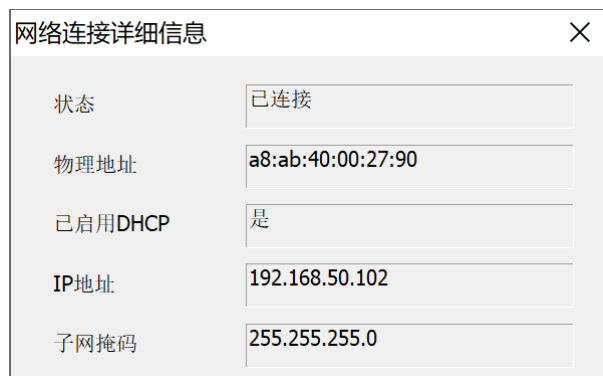 网络连接详细信息
状态 已连接
物理地址 a8:ab:40:00:27:90
已启用DHCP 是
IP地址 192.168.50.102
子网掩码 255.255.255.0